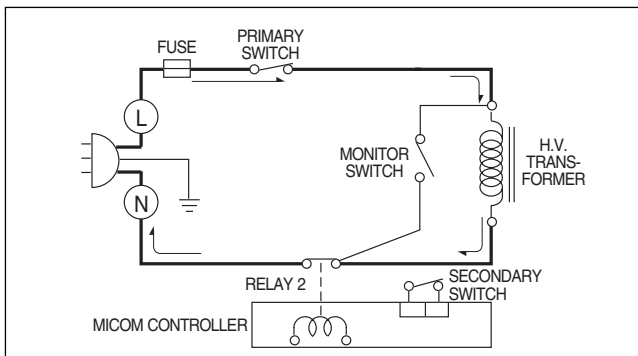 PRIMARY
SWITCH
FUSE
L
MONITOR
SWITCH
H.V.
TRANS-
FORMER
N
RELAY 2
SECONDARY
SWITCH
MICOM CONTROLLER